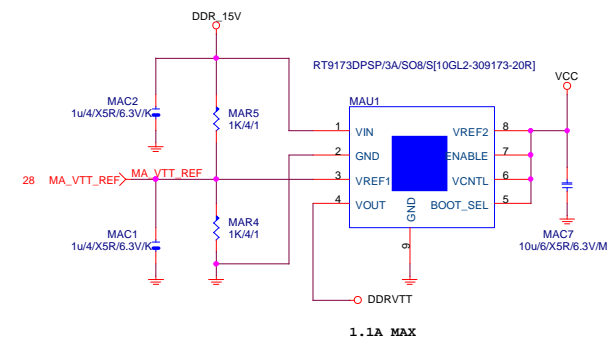 DDR_15V
RT9173DPSP/3A/SO8/S[10GL2-309173-20R]
VCC
MAC2
1u/4/X5R/6.3V/K
MAR5
1K/4/1
MAU1
1 VIN VREF2 8
2 GND ENABLE 7
28 MA_VTT_REF MA_VTT_REF
3 VREF1 VCNTL 6
4 VOUT BOOT_SEL 5
GND
9
MAC1
1u/4/X5R/6.3V/K
MAR4
1K/4/1
MAC7
10u/6/X5R/6.3V/M
DDRVTT
1.1A MAX